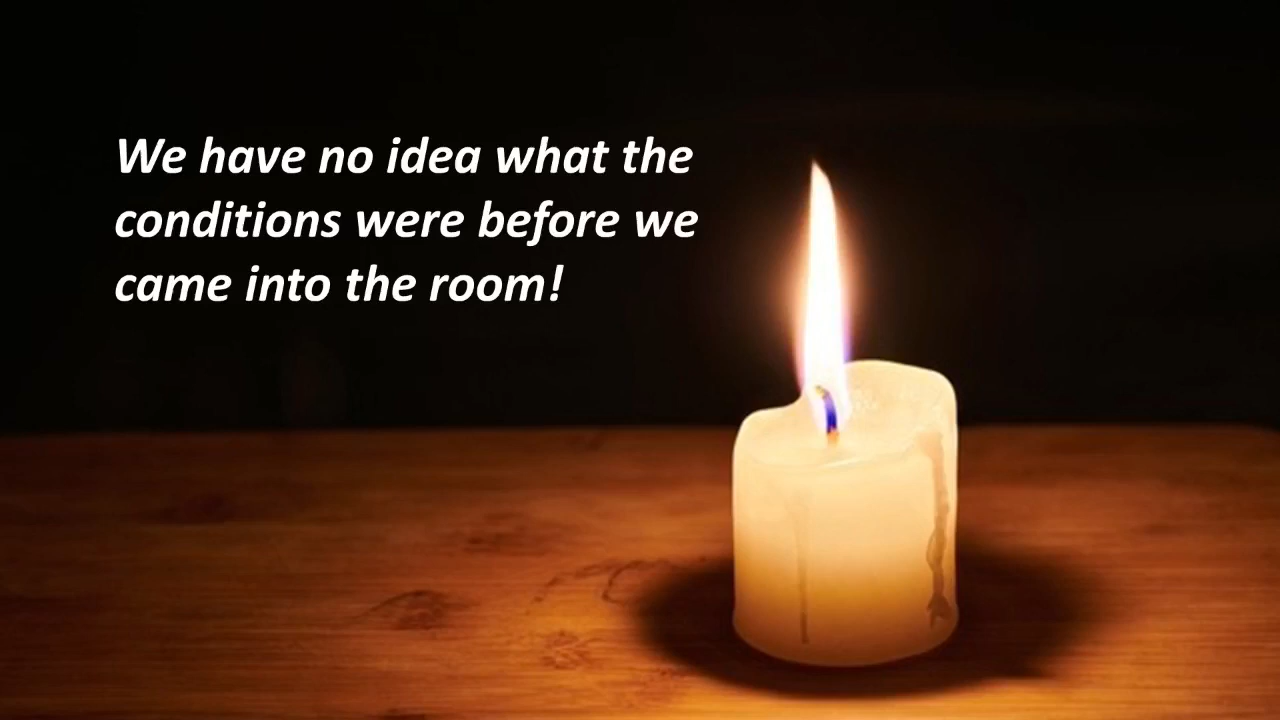 We have no idea what the
conditions were before we
came into the room!